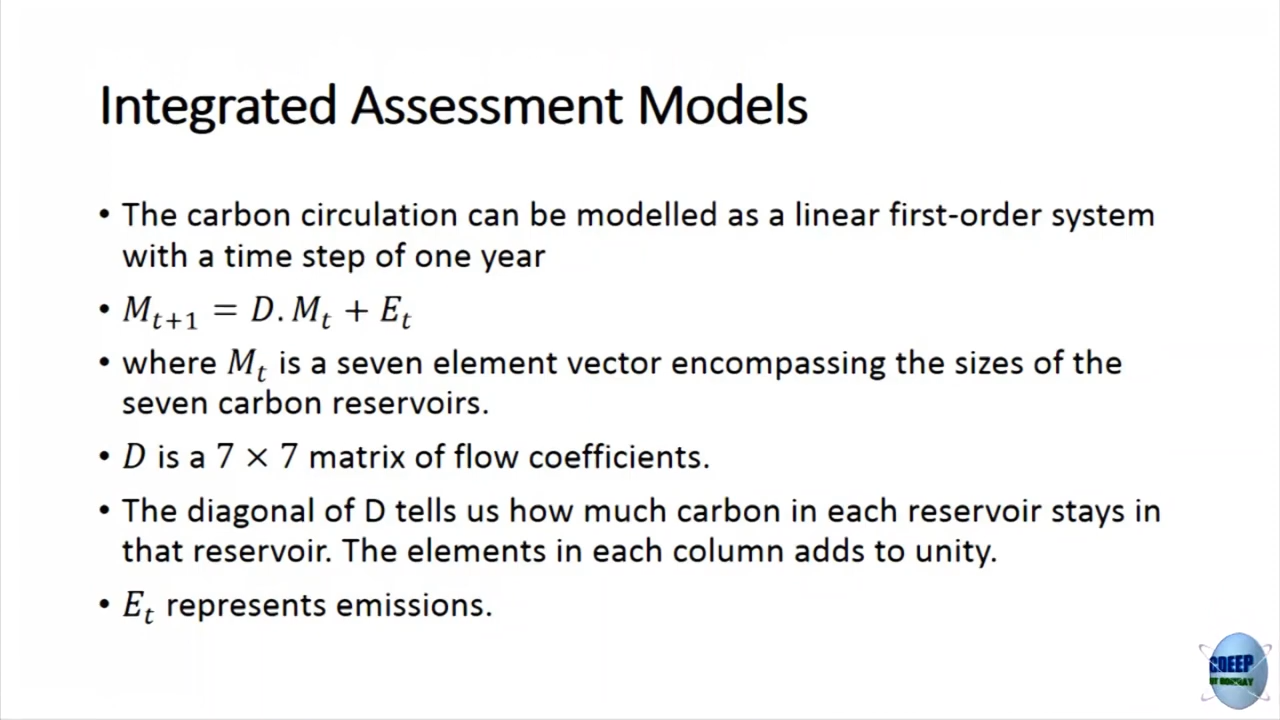 Integrated Assessment Models
• The carbon circulation can be modelled as a linear first-order system
with a time step of one year
• M_{t+1} = D. M_t + E_t
• where M_t is a seven element vector encompassing the sizes of the
seven carbon reservoirs.
• D is a 7 × 7 matrix of flow coefficients.
• The diagonal of D tells us how much carbon in each reservoir stays in
that reservoir. The elements in each column adds to unity.
• E_t represents emissions.
CDEEP
IIT BOMBAY